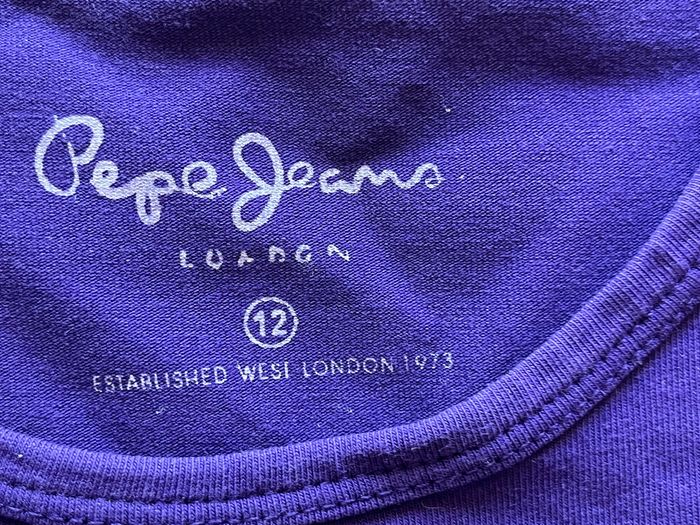 Pepe Jeans
LONDON
12
ESTABLISHED WEST LONDON 1973